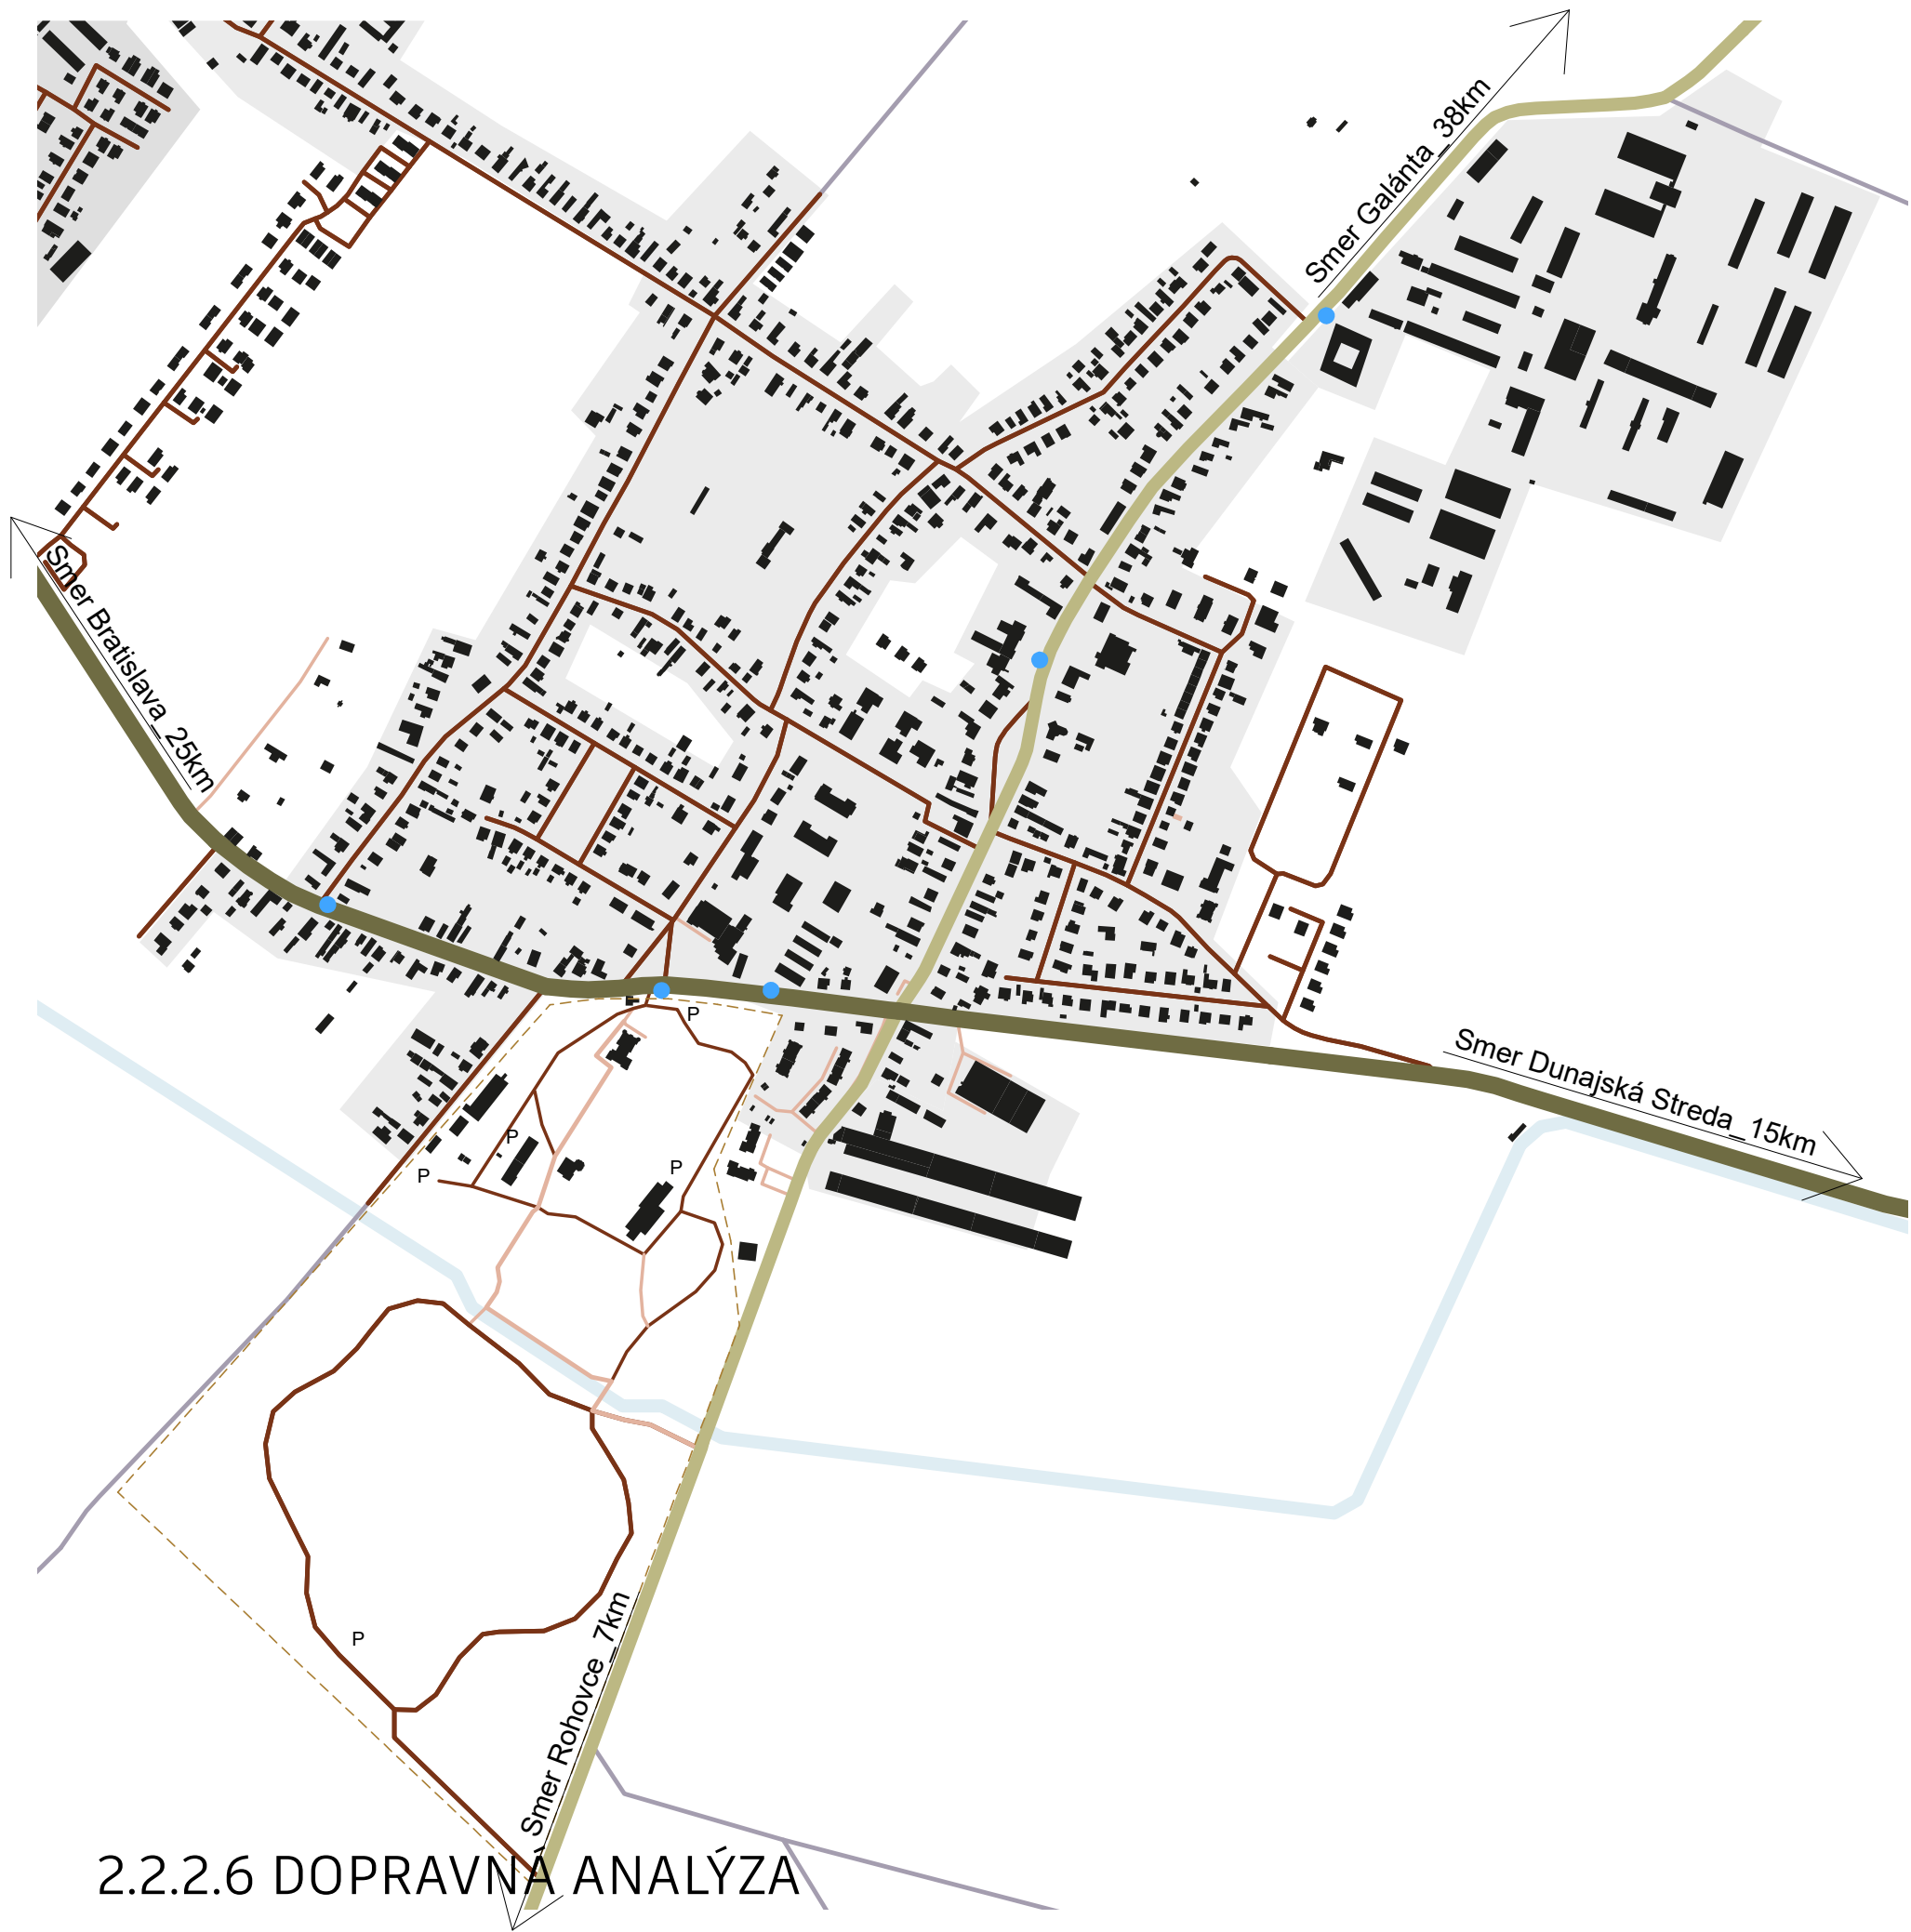 Smer Galánta_38km
Smer Bratislava_25km
P
Smer Dunajská Streda_15km
P
P
P
P
Smer Rohovce_7km
2.2.2.6 DOPRAVNÁ ANALÝZA